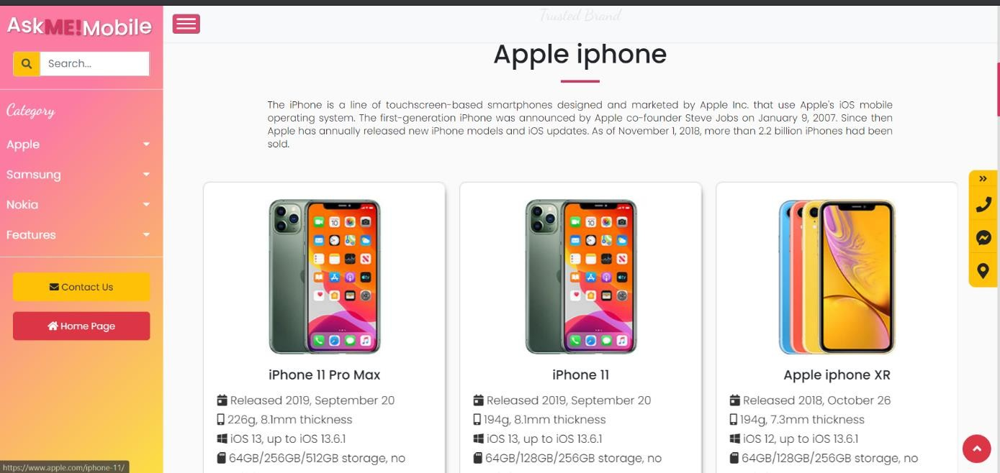 AskME!Mobile
Search...
Category
Apple
Samsung
Nokia
Features
Contact Us
Home Page
Trusted Brand
Apple iphone
The iPhone is a line of touchscreen-based smartphones designed and marketed by Apple Inc. that use Apple's iOS mobile
operating system. The first-generation iPhone was announced by Apple co-founder Steve Jobs on January 9, 2007. Since then
Apple has annually released new iPhone models and iOS updates. As of November 1, 2018, more than 2.2 billion iPhones had been
sold.
iPhone 11 Pro Max
Released 2019, September 20
226g, 8.1mm thickness
iOS 13, up to iOS 13.6.1
64GB/256GB/512GB storage, no
iPhone 11
Released 2019, September 20
194g, 8.1mm thickness
iOS 13, up to iOS 13.6.1
64GB/128GB/256GB storage, no
Apple iphone XR
Released 2018, October 26
194g, 7.3mm thickness
iOS 12, up to iOS 13.6.1
64GB/128GB/256GB storage, no
https://www.apple.com/iphone-11/